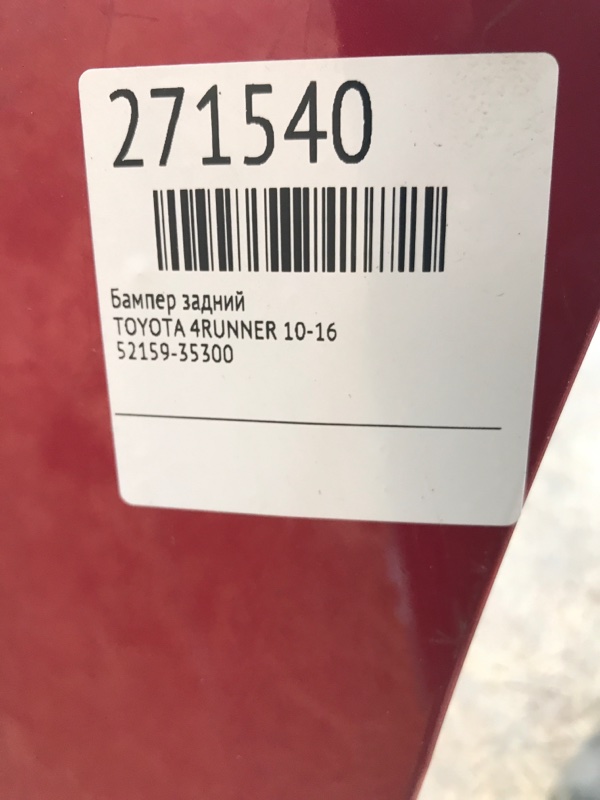 271540
Бампер задний
TOYOTA 4RUNNER 10-16
52159-35300